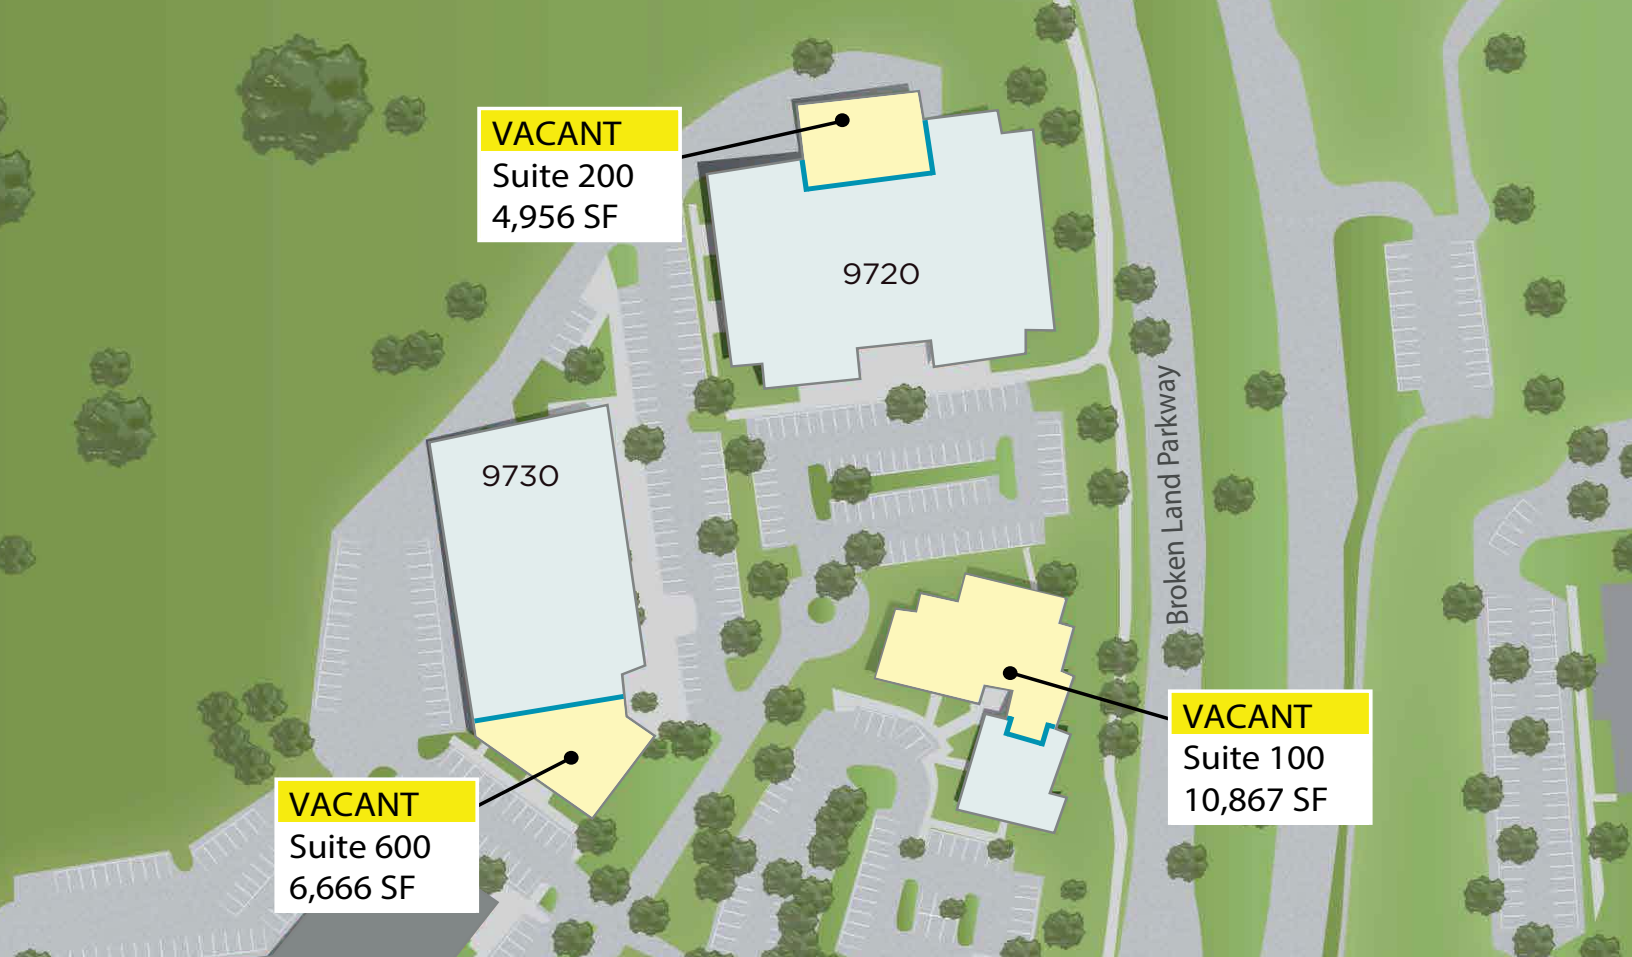 VACANT
Suite 200
4,956 SF
9720
9730
Broken Land Parkway
VACANT
Suite 100
10,867 SF
VACANT
Suite 600
6,666 SF